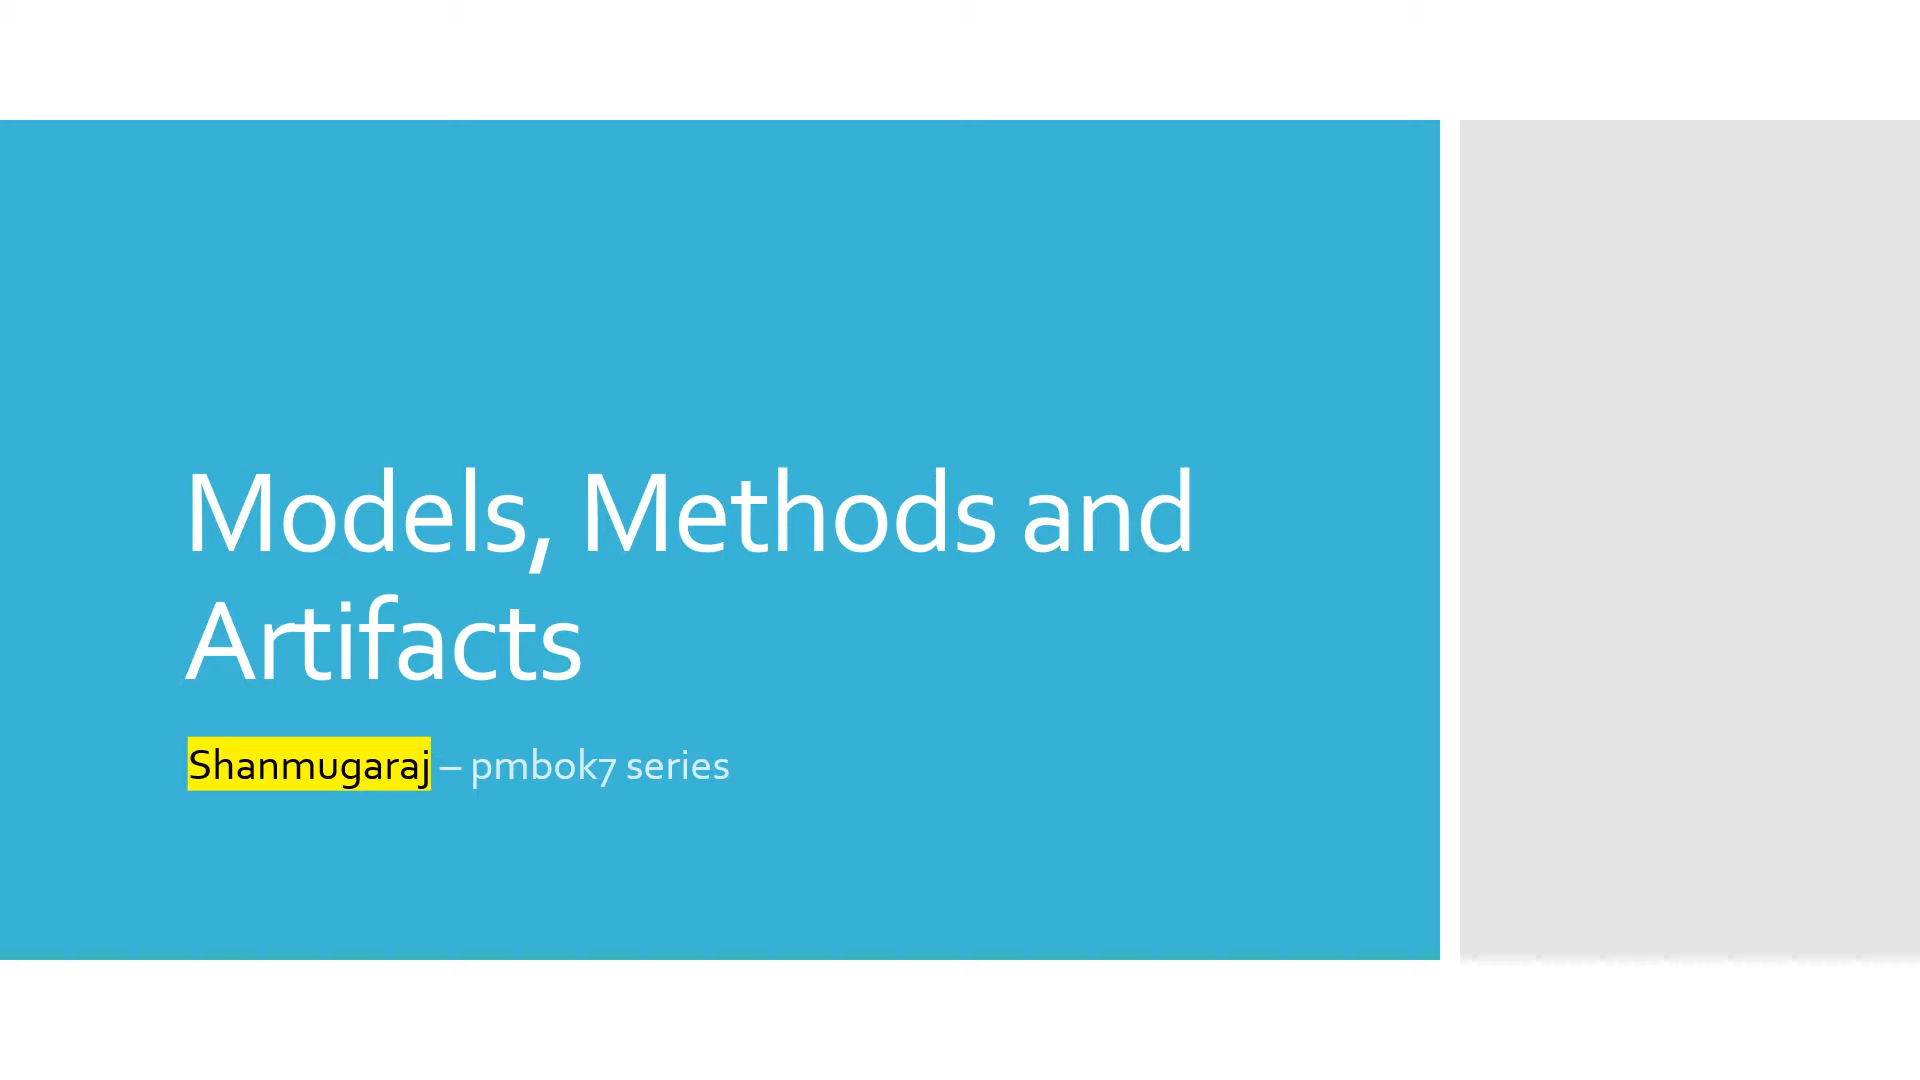 Models, Methods and
Artifacts
Shanmugaraj – pmbok7 series